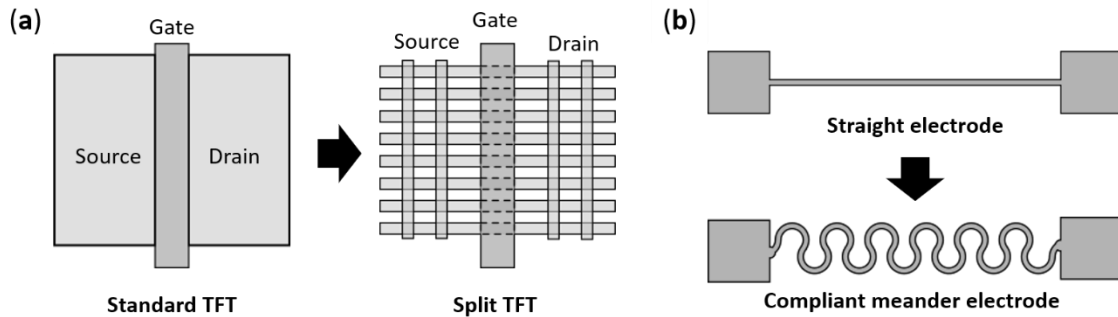 (a)
Gate
Source
Drain
Standard TFT
Gate
Source
Drain
Split TFT
(b)
Straight electrode
Compliant meander electrode